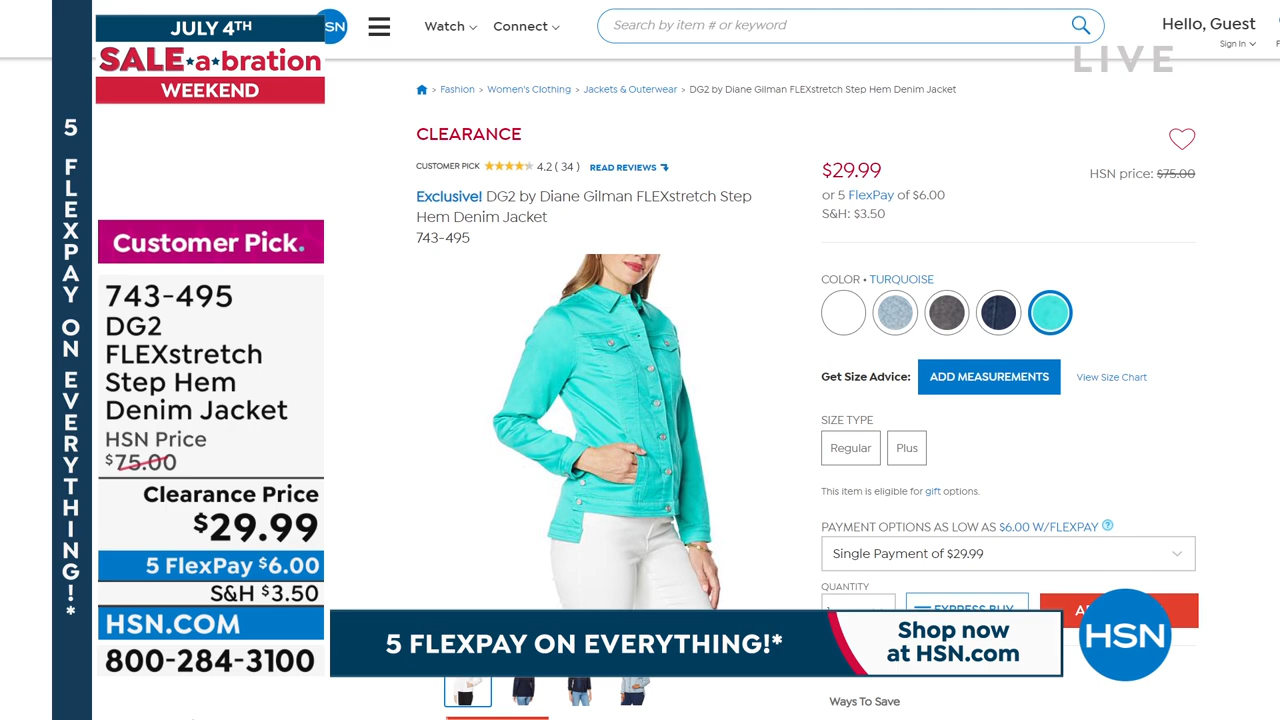 5 FLEXPAY ON EVERYTHING!*
JULY 4TH
SALE★a★bration
WEEKEND
Customer Pick.
743-495
DG2
FLEXstretch
Step Hem
Denim Jacket
HSN Price
$75.00
Clearance Price
$29.99
5 FlexPay $6.00
S&H $3.50
HSN.COM
800-284-3100
Watch
Connect
Search by item # or keyword
Hello, Guest
Sign In
LIVE
> Fashion > Women's Clothing > Jackets & Outerwear > DG2 by Diane Gilman FLEXstretch Step Hem Denim Jacket
CLEARANCE
CUSTOMER PICK 4.2 ( 34 ) READ REVIEWS
Exclusive! DG2 by Diane Gilman FLEXstretch Step
Hem Denim Jacket
743-495
$29.99
HSN price: $75.00
or 5 FlexPay of $6.00
S&H: $3.50
COLOR • TURQUOISE
Get Size Advice: ADD MEASUREMENTS View Size Chart
SIZE TYPE
Regular Plus
This item is eligible for gift options.
PAYMENT OPTIONS AS LOW AS $6.00 W/FLEXPAY ?
Single Payment of $29.99
QUANTITY
EXPRESS BUY
5 FLEXPAY ON EVERYTHING!*
Shop now
at HSN.com
HSN
Ways To Save